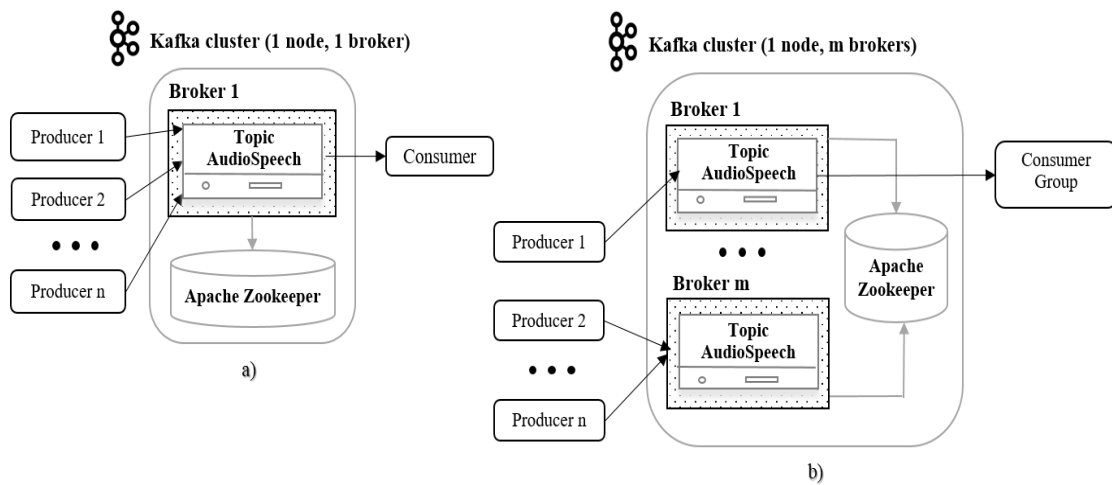 Kafka cluster (1 node, 1 broker)
Broker 1
Producer 1
Producer 2
Producer n
Topic
AudioSpeech
Consumer
Apache Zookeeper
a)
Kafka cluster (1 node, m brokers)
Broker 1
Topic
AudioSpeech
Consumer
Group
Producer 1
Apache
Zookeeper
Broker m
Producer 2
Topic
AudioSpeech
Producer n
b)